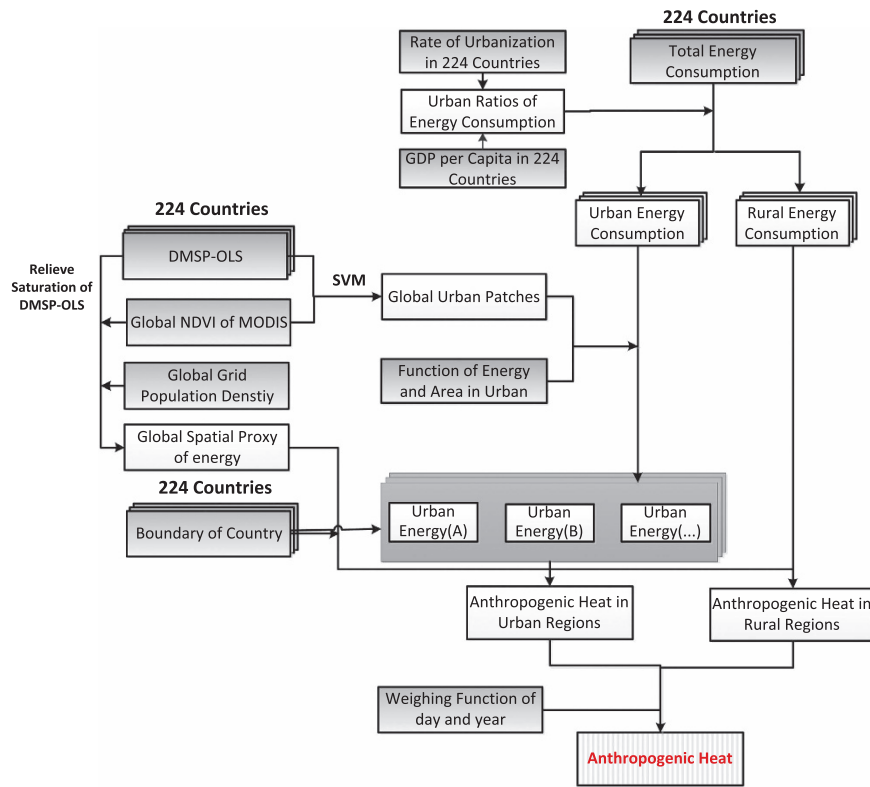 224 Countries
Rate of Urbanization
in 224 Countries
Total Energy
Consumption
Urban Ratios of
Energy Consumption
GDP per Capita in 224
Countries
224 Countries
Urban Energy
Consumption
Rural Energy
Consumption
DMSP-OLS
Relieve
Saturation of
DMSP-OLS
SVM
Global Urban Patches
Global NDVI of MODIS
Global Grid
Population Denstiy
Function of Energy
and Area in Urban
Global Spatial Proxy
of energy
224 Countries
Boundary of Country
Urban
Energy(A)
Urban
Energy(B)
Urban
Energy(...)
Anthropogenic Heat in
Urban Regions
Anthropogenic Heat in
Rural Regions
Weighing Function of
day and year
Anthropogenic Heat